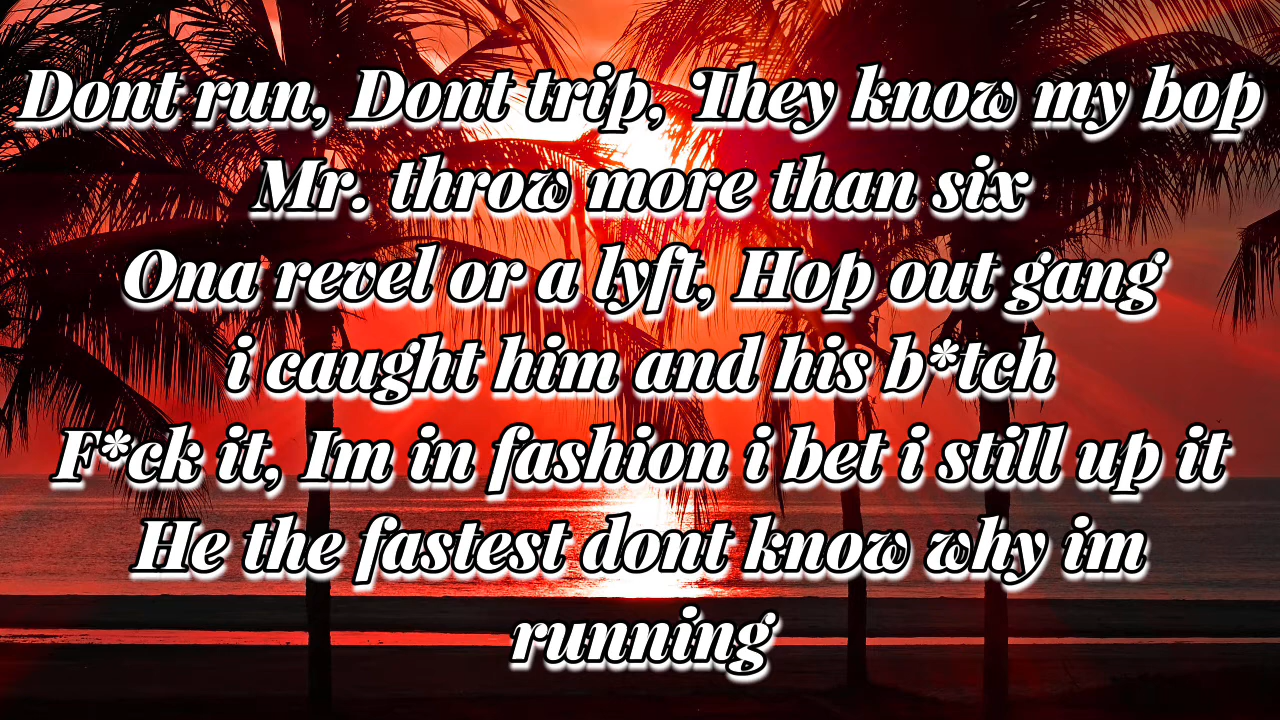 Dont run, Dont trip, They know my bop
Mr. throw more than six
Ona revel or a lyft, Hop out gang
i caught him and his b*tch
F*ck it, Im in fashion i bet i still up it
He the fastest dont know why im
running